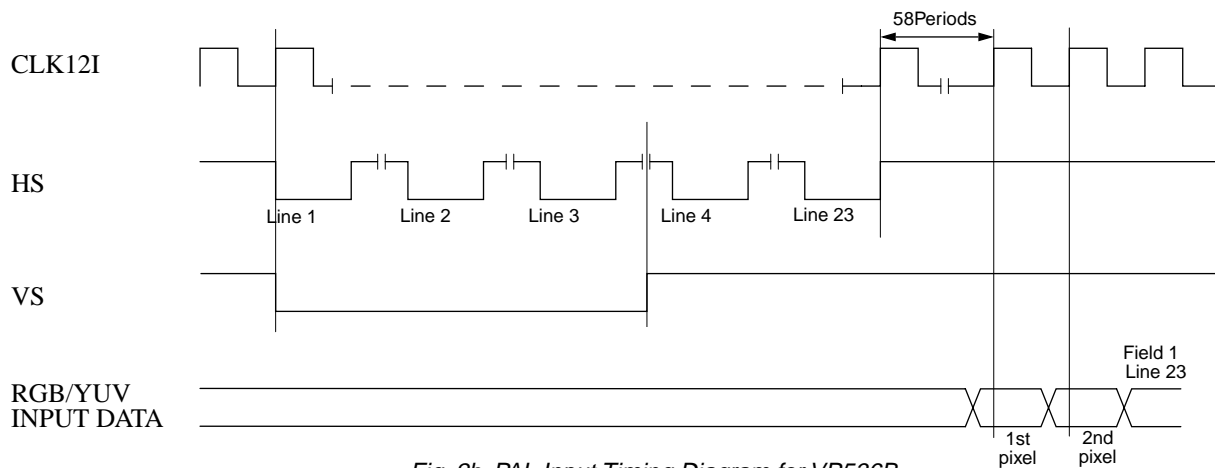 58Periods
CLK12I
HS
Line 1
Line 2
Line 3
Line 4
Line 23
VS
Field 1
Line 23
RGB/YUV
INPUT DATA
1st
pixel
2nd
pixel